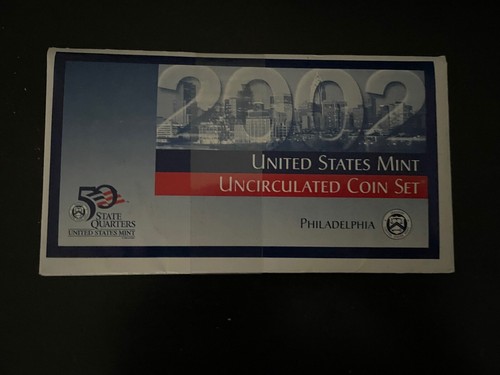 2002
UNITED STATES MINT
UNCIRCULATED COIN SET
PHILADELPHIA
50
STATE
QUARTERS
UNITED STATES MINT